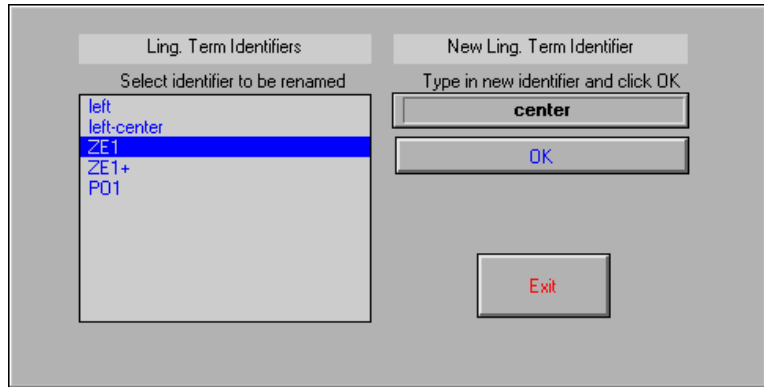 Ling. Term Identifiers
Select identifier to be renamed
left
left-center
ZE1
ZE1+
PO1
New Ling. Term Identifier
Type in new identifier and click OK
center
OK
Exit